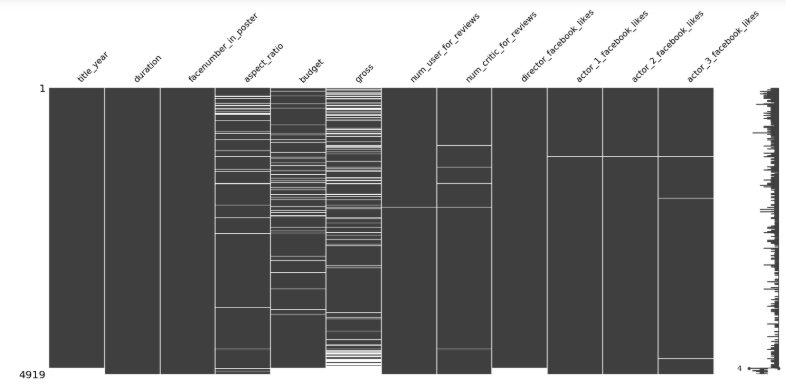 title_year
duration
facenumber_in_poster
aspect_ratio
budget
gross
num_user_for_reviews
num_critic_for_reviews
director_facebook_likes
actor_1_facebook_likes
actor_2_facebook_likes
actor_3_facebook_likes
1
4
4919